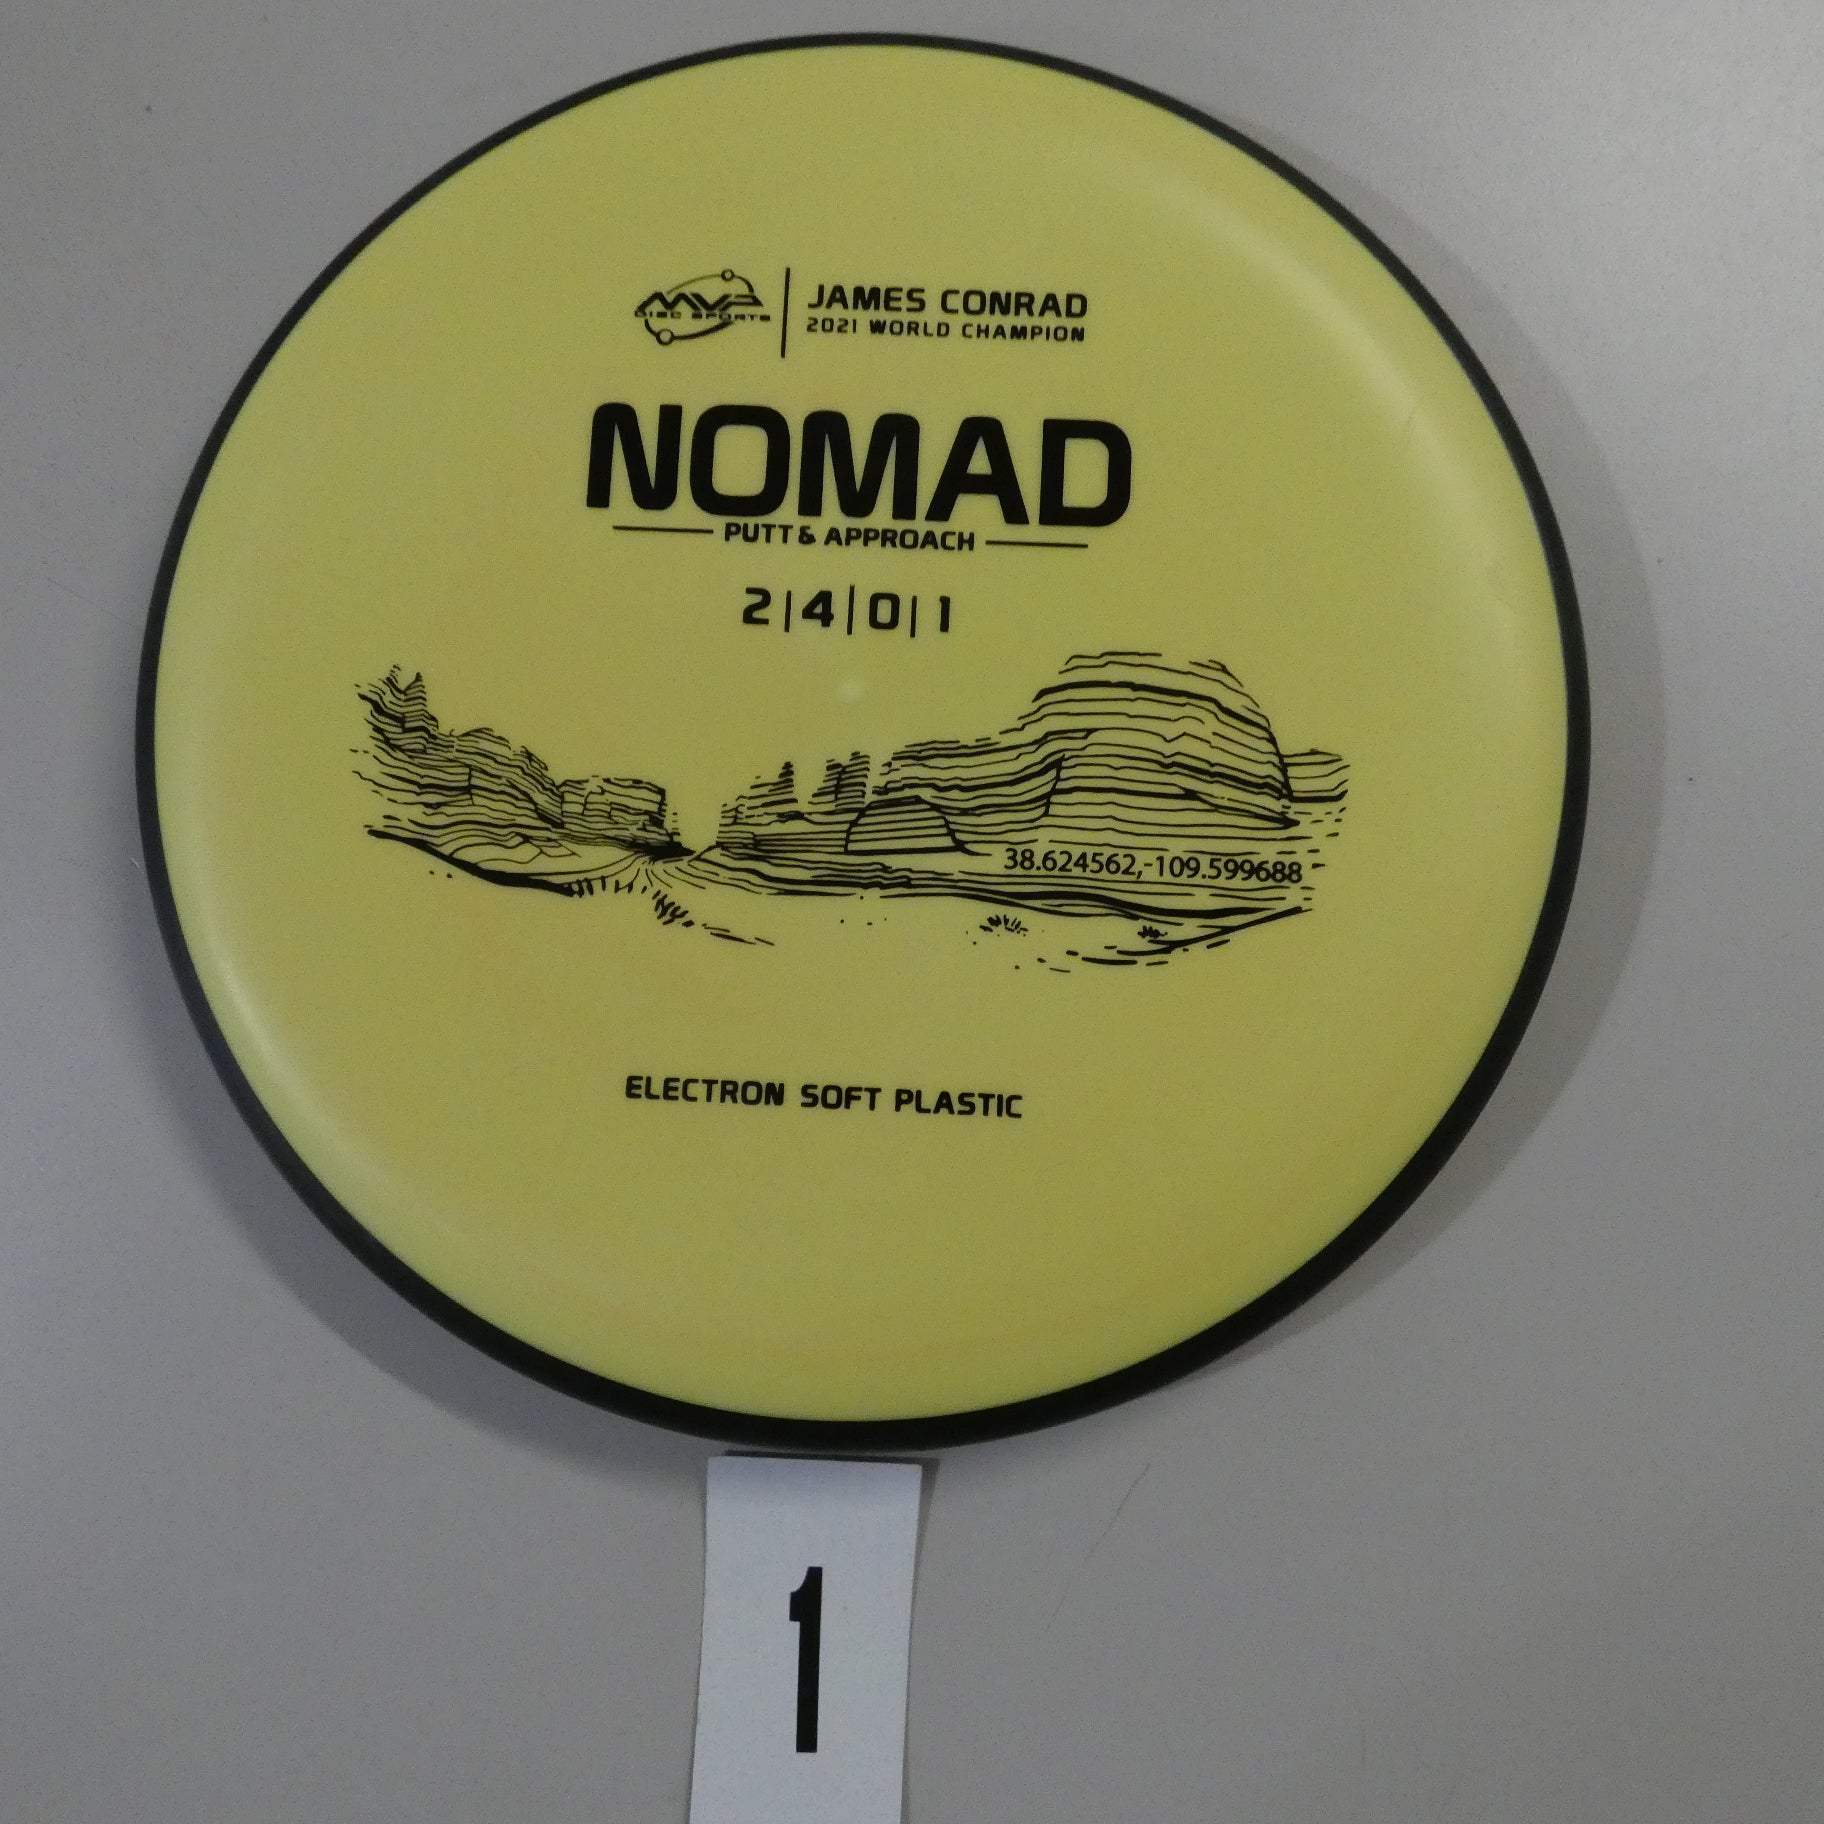 MVP
DISC SPORTS
JAMES CONRAD
2021 WORLD CHAMPION
NOMAD
PUTT & APPROACH
2|4|0|1
38.624562,-109.599688
ELECTRON SOFT PLASTIC
1